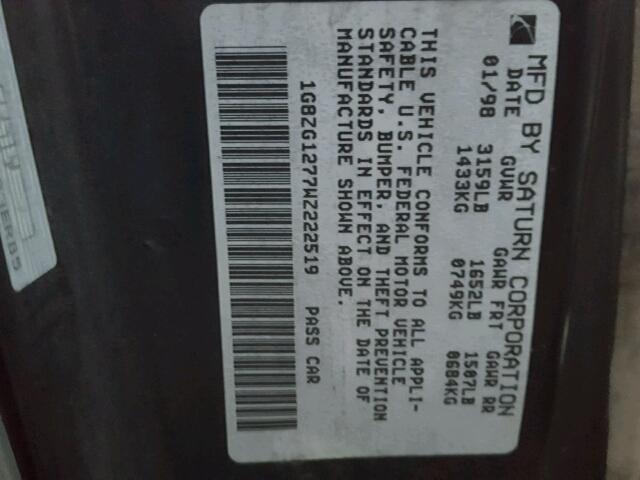 MFD BY SATURN CORPORATION
DATE GVWR GAWR FRT GAWR RR
01/98 3159LB 1652LB 1507LB
1433KG 0749KG 0684KG
THIS VEHICLE CONFORMS TO ALL APPLI-
CABLE U.S. FEDERAL MOTOR VEHICLE
SAFETY, BUMPER, AND THEFT PREVENTION
STANDARDS IN EFFECT ON THE DATE OF
MANUFACTURE SHOWN ABOVE.
1G8ZG1277WZ222519 PASS CAR